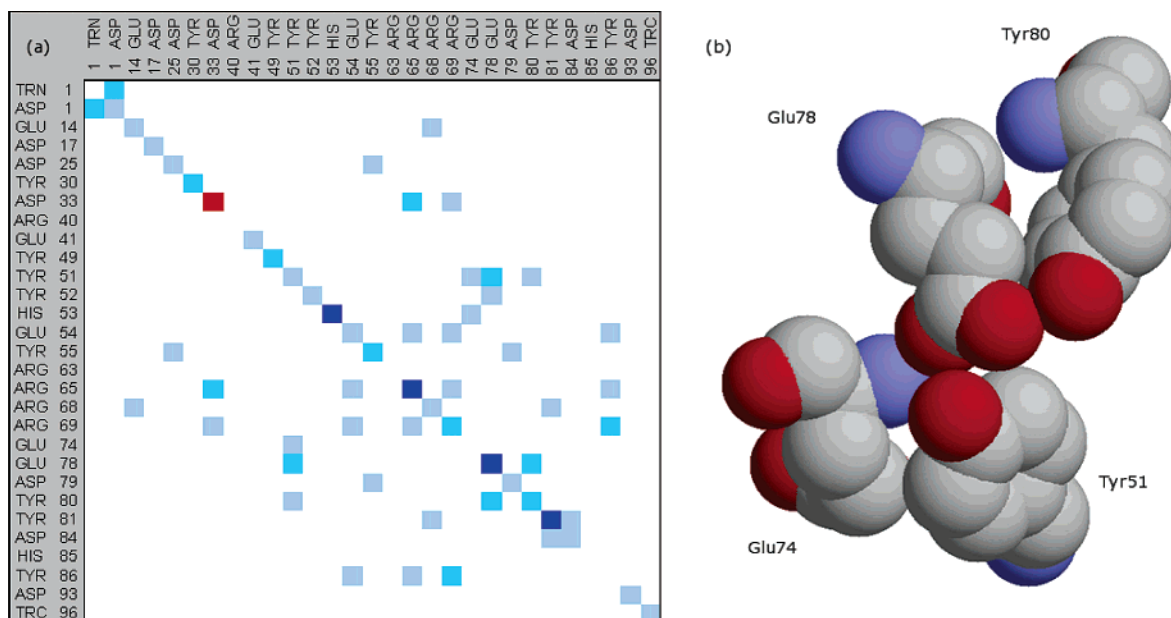 (a)
TRN 1
ASP 1
GLU 14
ASP 17
ASP 25
TYR 30
ASP 33
ARG 40
GLU 41
TYR 49
TYR 51
TYR 52
HIS 53
GLU 54
TYR 55
ARG 63
ARG 65
ARG 68
ARG 69
GLU 74
GLU 78
ASP 79
TYR 80
TYR 81
ASP 84
HIS 85
TYR 86
ASP 93
TRC 96
TRN 1
ASP 1
GLU 14
ASP 17
ASP 25
TYR 30
ASP 33
ARG 40
GLU 41
TYR 49
TYR 51
TYR 52
HIS 53
GLU 54
TYR 55
ARG 63
ARG 65
ARG 68
ARG 69
GLU 74
GLU 78
ASP 79
TYR 80
TYR 81
ASP 84
HIS 85
TYR 86
ASP 93
TRC 96
(b)
Tyr80
Glu78
Tyr51
Glu74